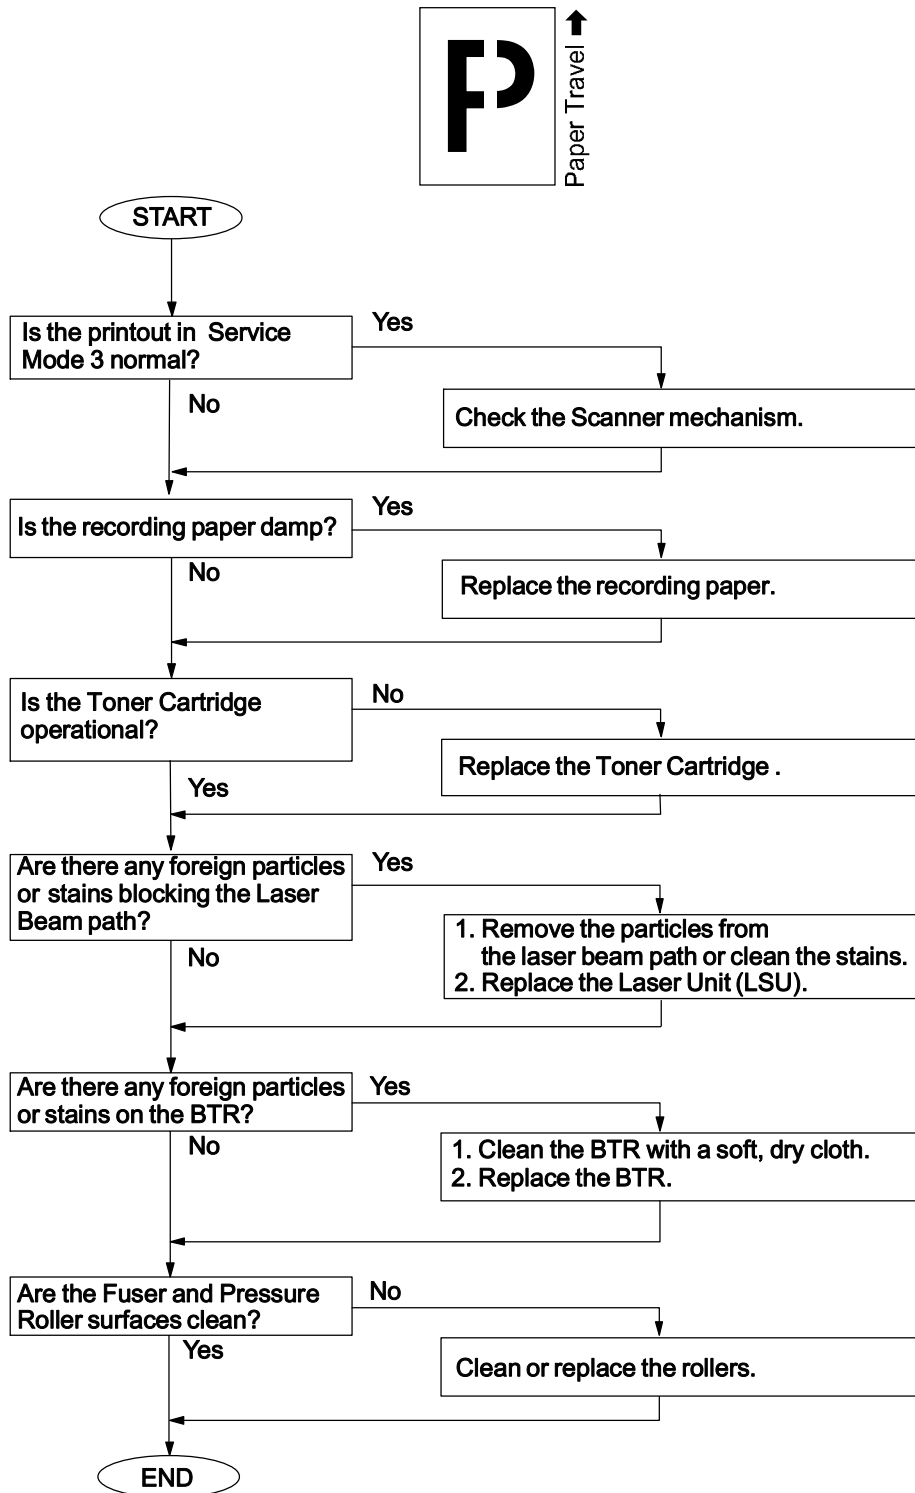 P
Paper Travel
START
Is the printout in Service
Mode 3 normal?
Yes
No
Check the Scanner mechanism.
Is the recording paper damp?
Yes
No
Replace the recording paper.
Is the Toner Cartridge
operational?
No
Yes
Replace the Toner Cartridge .
Are there any foreign particles
or stains blocking the Laser
Beam path?
Yes
No
1. Remove the particles from
the laser beam path or clean the stains.
2. Replace the Laser Unit (LSU).
Are there any foreign particles
or stains on the BTR?
Yes
No
1. Clean the BTR with a soft, dry cloth.
2. Replace the BTR.
Are the Fuser and Pressure
Roller surfaces clean?
No
Yes
Clean or replace the rollers.
END